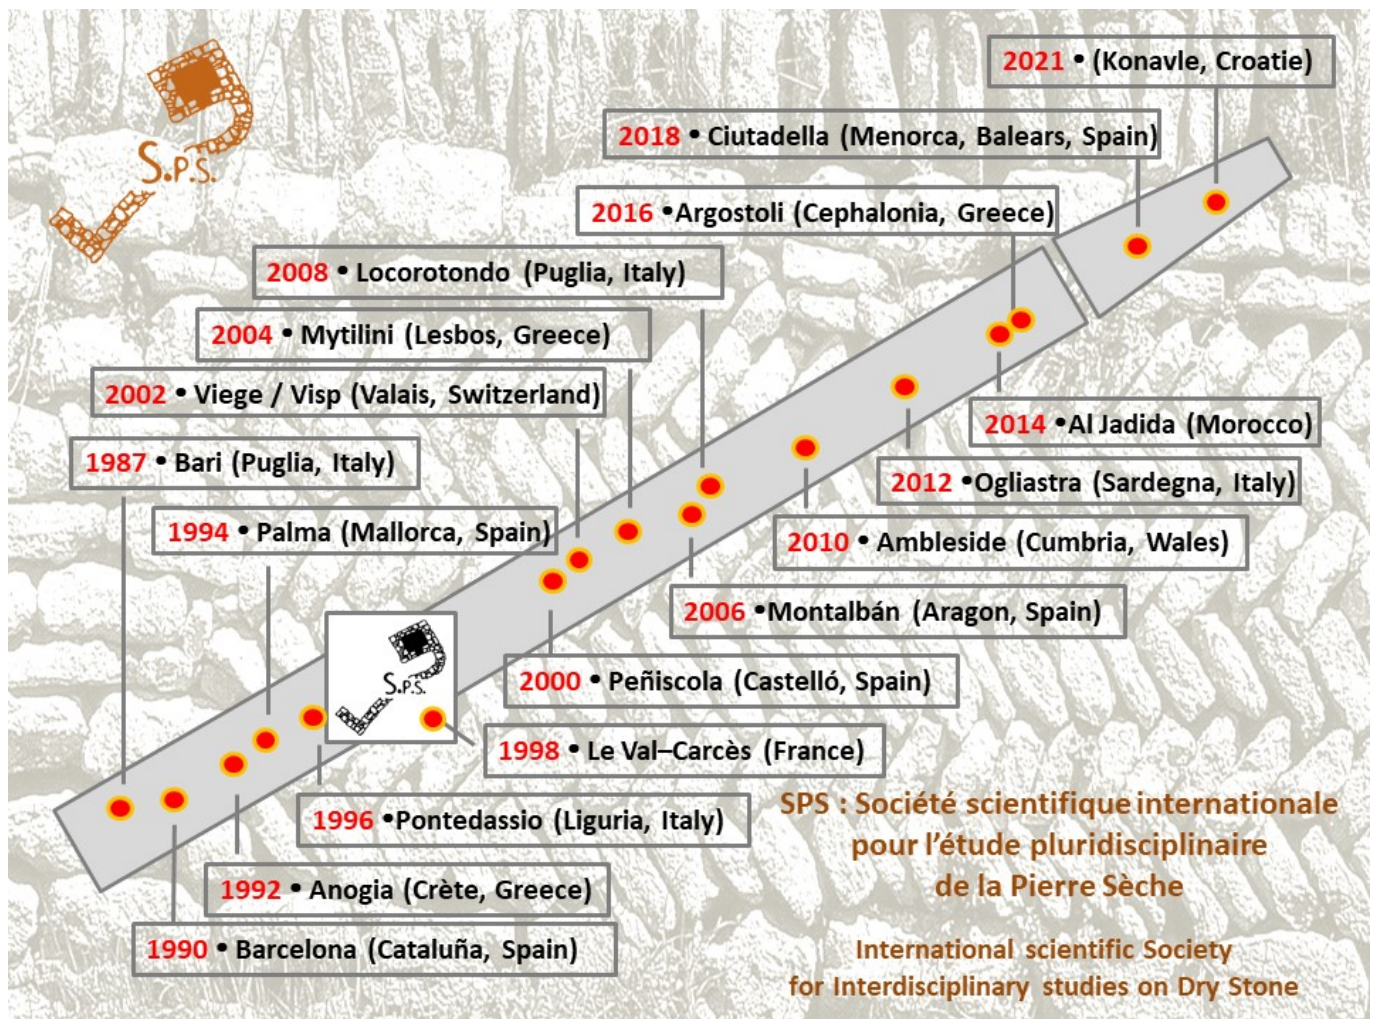 2021 • (Konavle, Croatie)
2018 • Ciutadella (Menorca, Balears, Spain)
S.P.S.
2016 •Argostoli (Cephalonia, Greece)
2008 • Locorotondo (Puglia, Italy)
2004 • Mytilini (Lesbos, Greece)
2002 • Viege / Visp (Valais, Switzerland)
2014 •Al Jadida (Morocco)
1987 • Bari (Puglia, Italy)
2012 •Ogliastra (Sardegna, Italy)
1994 • Palma (Mallorca, Spain)
2010 • Ambleside (Cumbria, Wales)
2006 •Montalbán (Aragon, Spain)
2000 • Peñiscola (Castelló, Spain)
S.P.S.
1998 • Le Val–Carcès (France)
1996 •Pontedassio (Liguria, Italy)
1992 • Anogia (Crète, Greece)
1990 • Barcelona (Cataluña, Spain)
SPS : Société scientifique internationale
pour l'étude pluridisciplinaire
de la Pierre Sèche
International scientific Society
for Interdisciplinary studies on Dry Stone